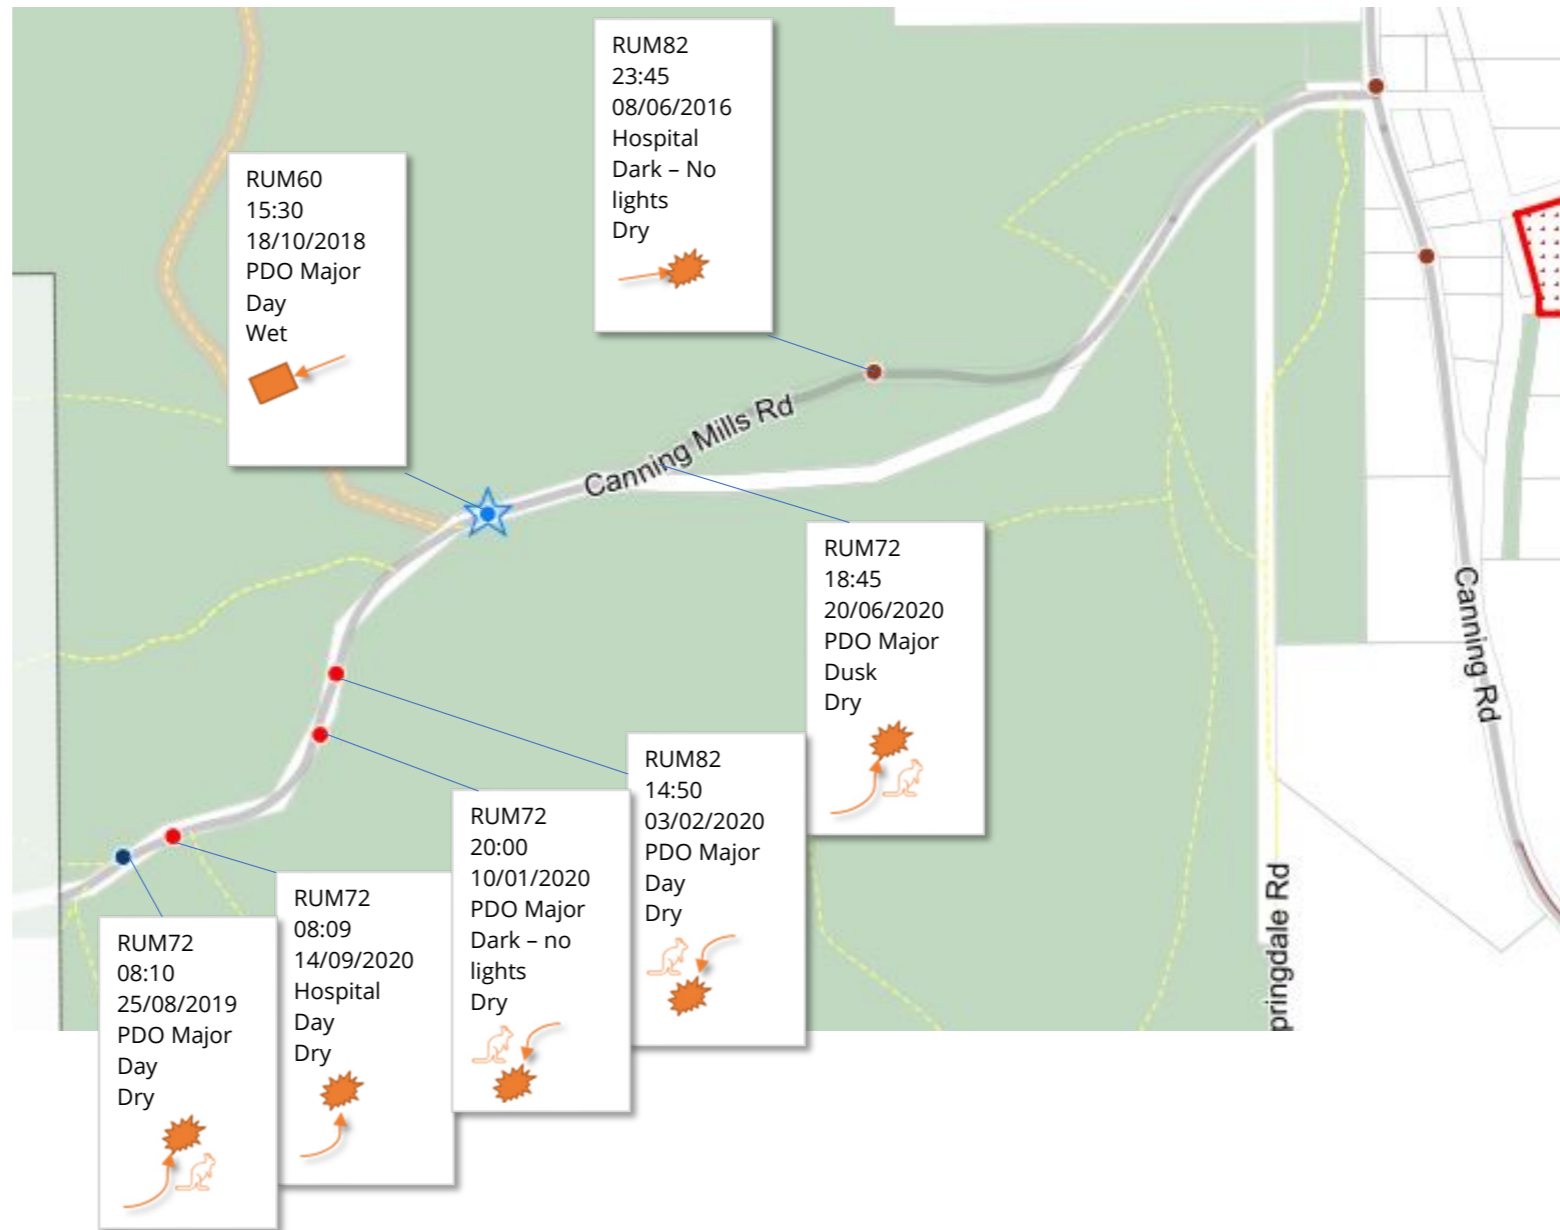 RUM82
23:45
08/06/2016
Hospital
Dark – No
lights
Dry
RUM60
15:30
18/10/2018
PDO Major
Day
Wet
Canning Mills Rd
RUM72
18:45
20/06/2020
PDO Major
Dusk
Dry
Canning Rd
RUM82
14:50
03/02/2020
PDO Major
Day
Dry
RUM72
20:00
10/01/2020
PDO Major
Dark – no
lights
Dry
RUM72
08:09
14/09/2020
Hospital
Day
Dry
RUM72
08:10
25/08/2019
PDO Major
Day
Dry
pringdale Rd